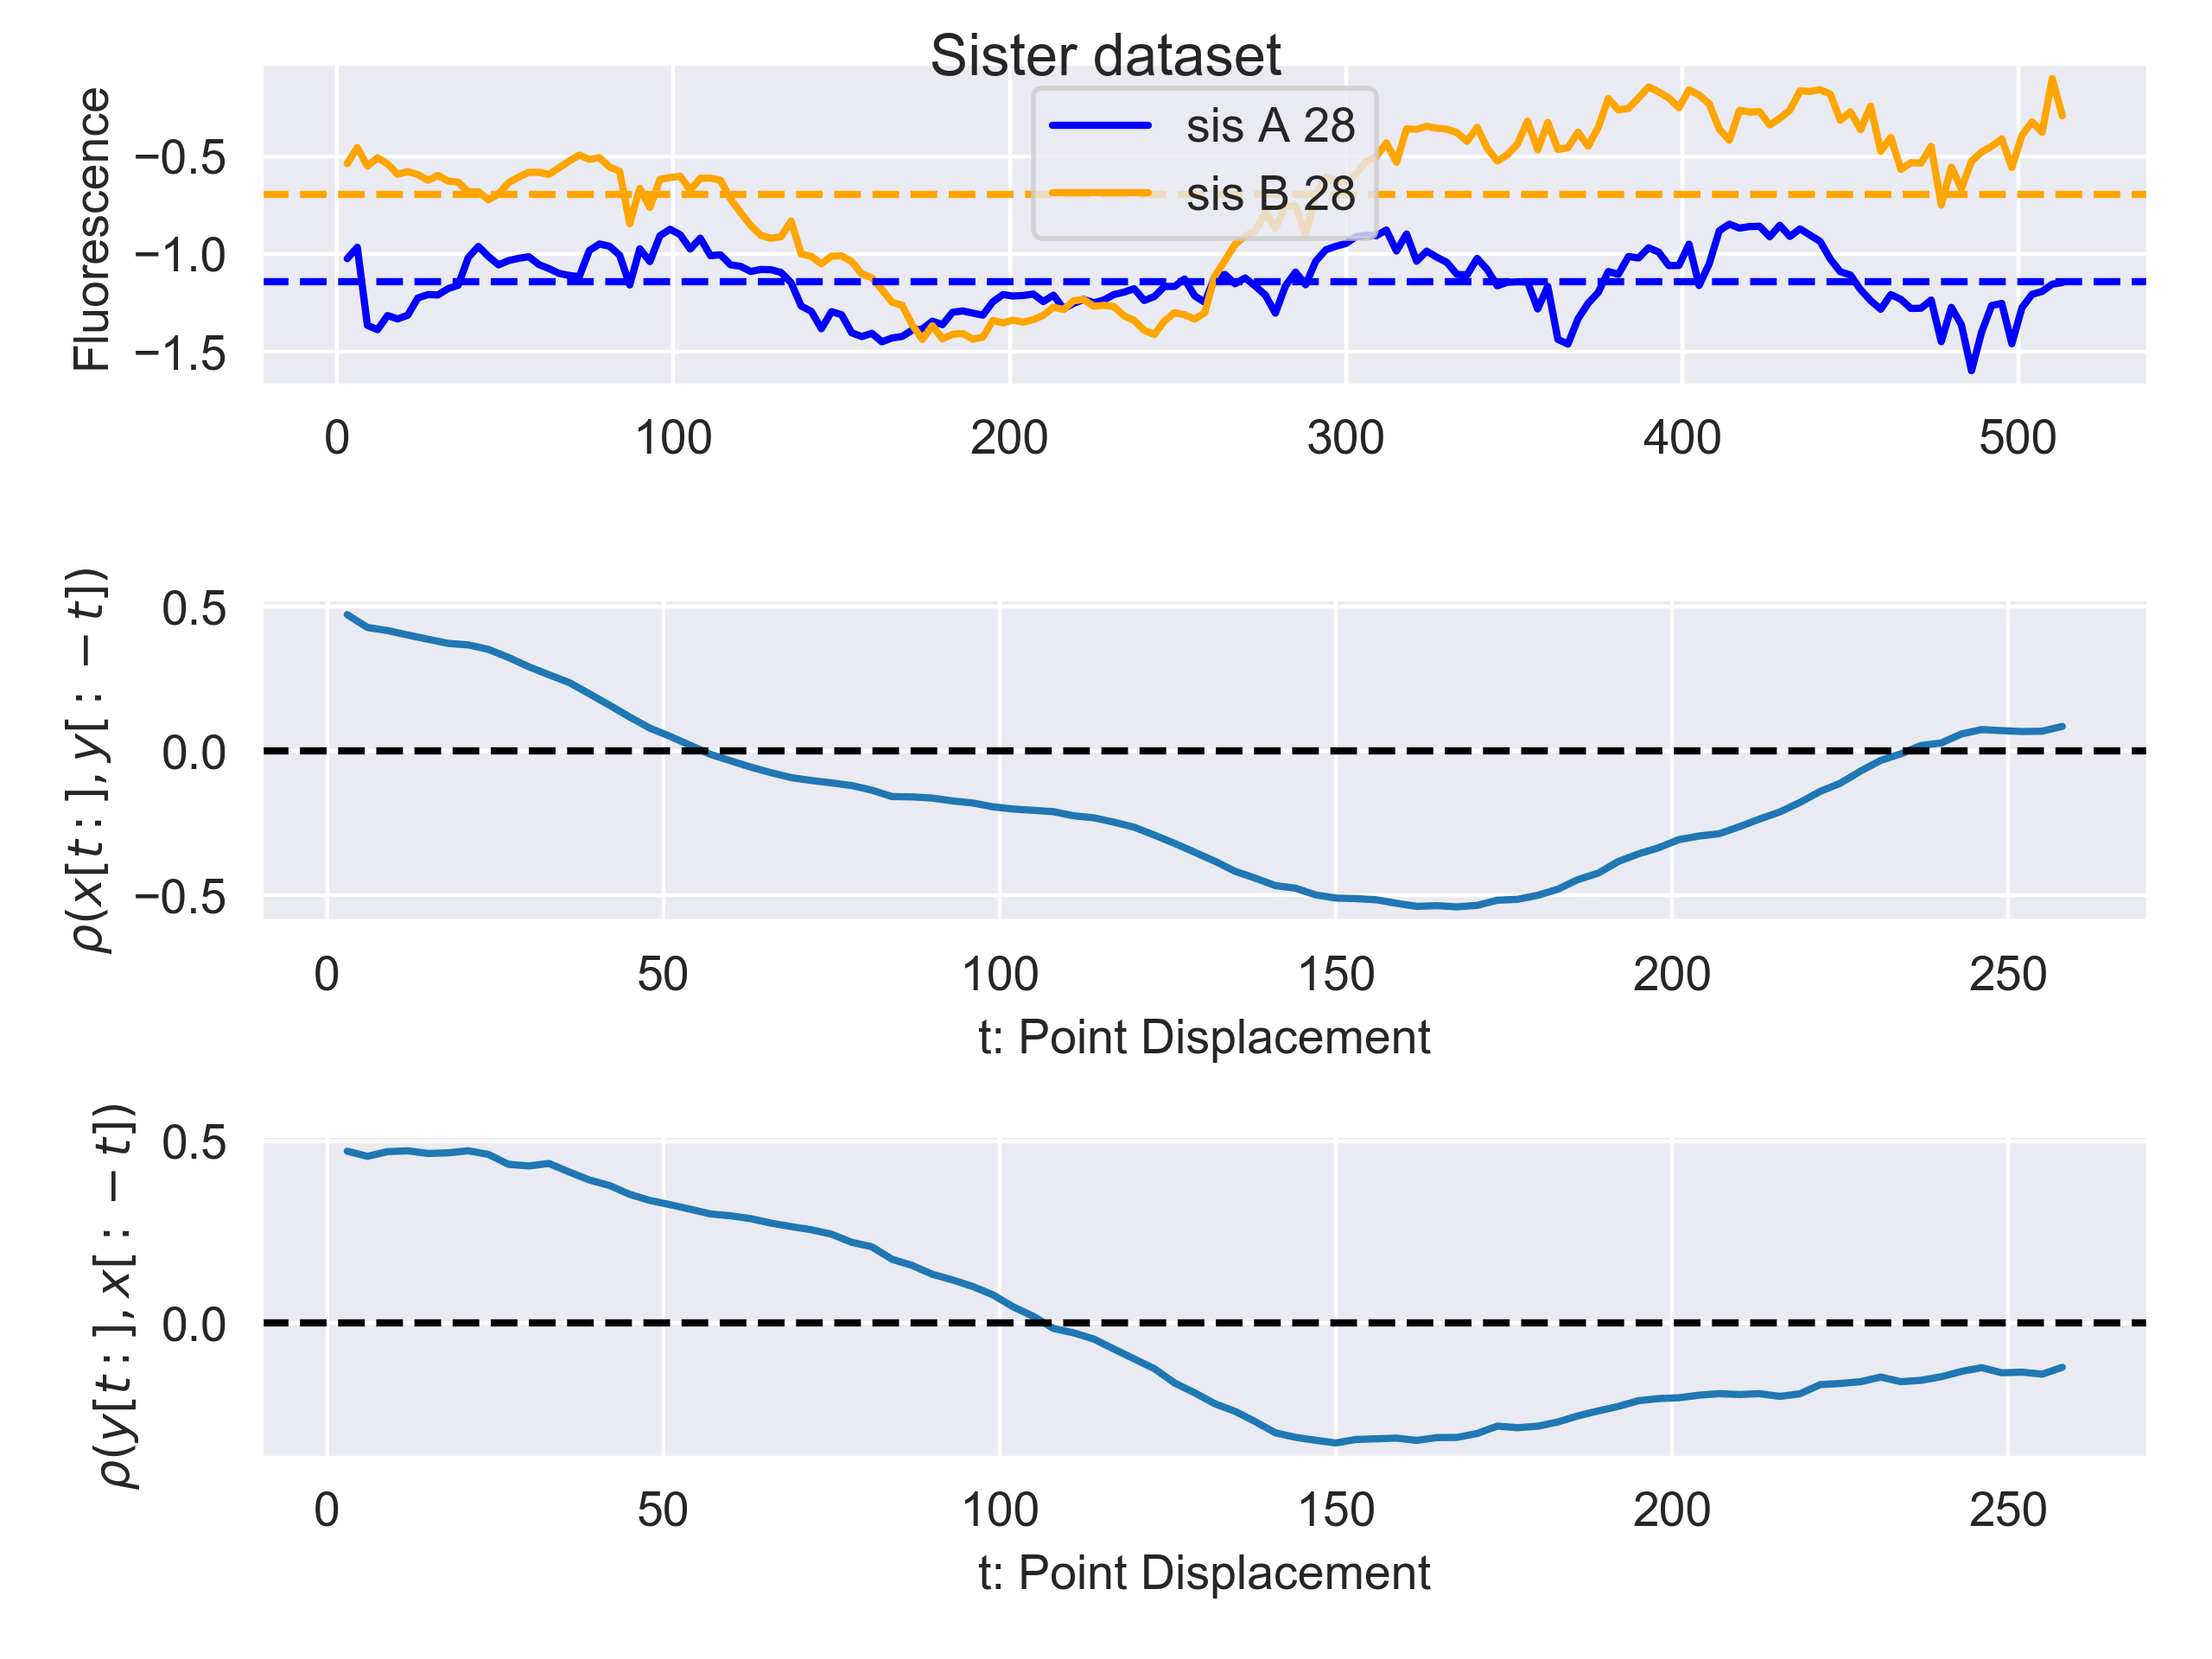 Sister dataset
Fluorescence
−0.5
−1.0
−1.5
sis A 28
sis B 28
0 100 200 300 400 500
ρ(x[t:],y[:−t])
0.5
0.0
−0.5
0 50 100 150 200 250
t: Point Displacement
ρ(y[t:],x[:−t])
0.5
0.0
0 50 100 150 200 250
t: Point Displacement